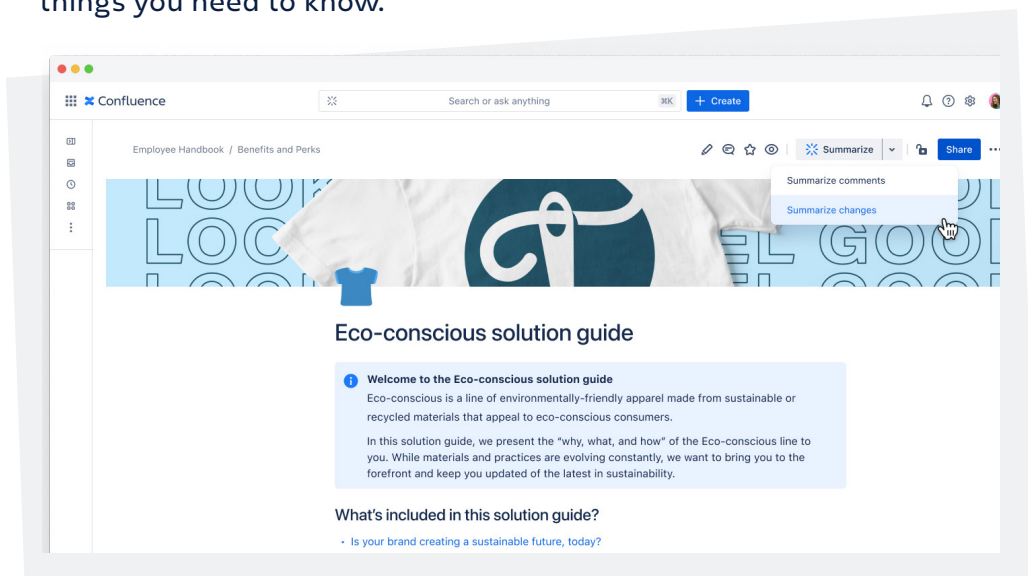 things you need to know.
Confluence
Search or ask anything
⌘K
+ Create
Employee Handbook / Benefits and Perks
Summarize
Share
Summarize comments
Summarize changes
LOOK
LOO
EL GOO
Eco-conscious solution guide
Welcome to the Eco-conscious solution guide
Eco-conscious is a line of environmentally-friendly apparel made from sustainable or
recycled materials that appeal to eco-conscious consumers.
In this solution guide, we present the “why, what, and how” of the Eco-conscious line to
you. While materials and practices are evolving constantly, we want to bring you to the
forefront and keep you updated of the latest in sustainability.
What’s included in this solution guide?
• Is your brand creating a sustainable future, today?